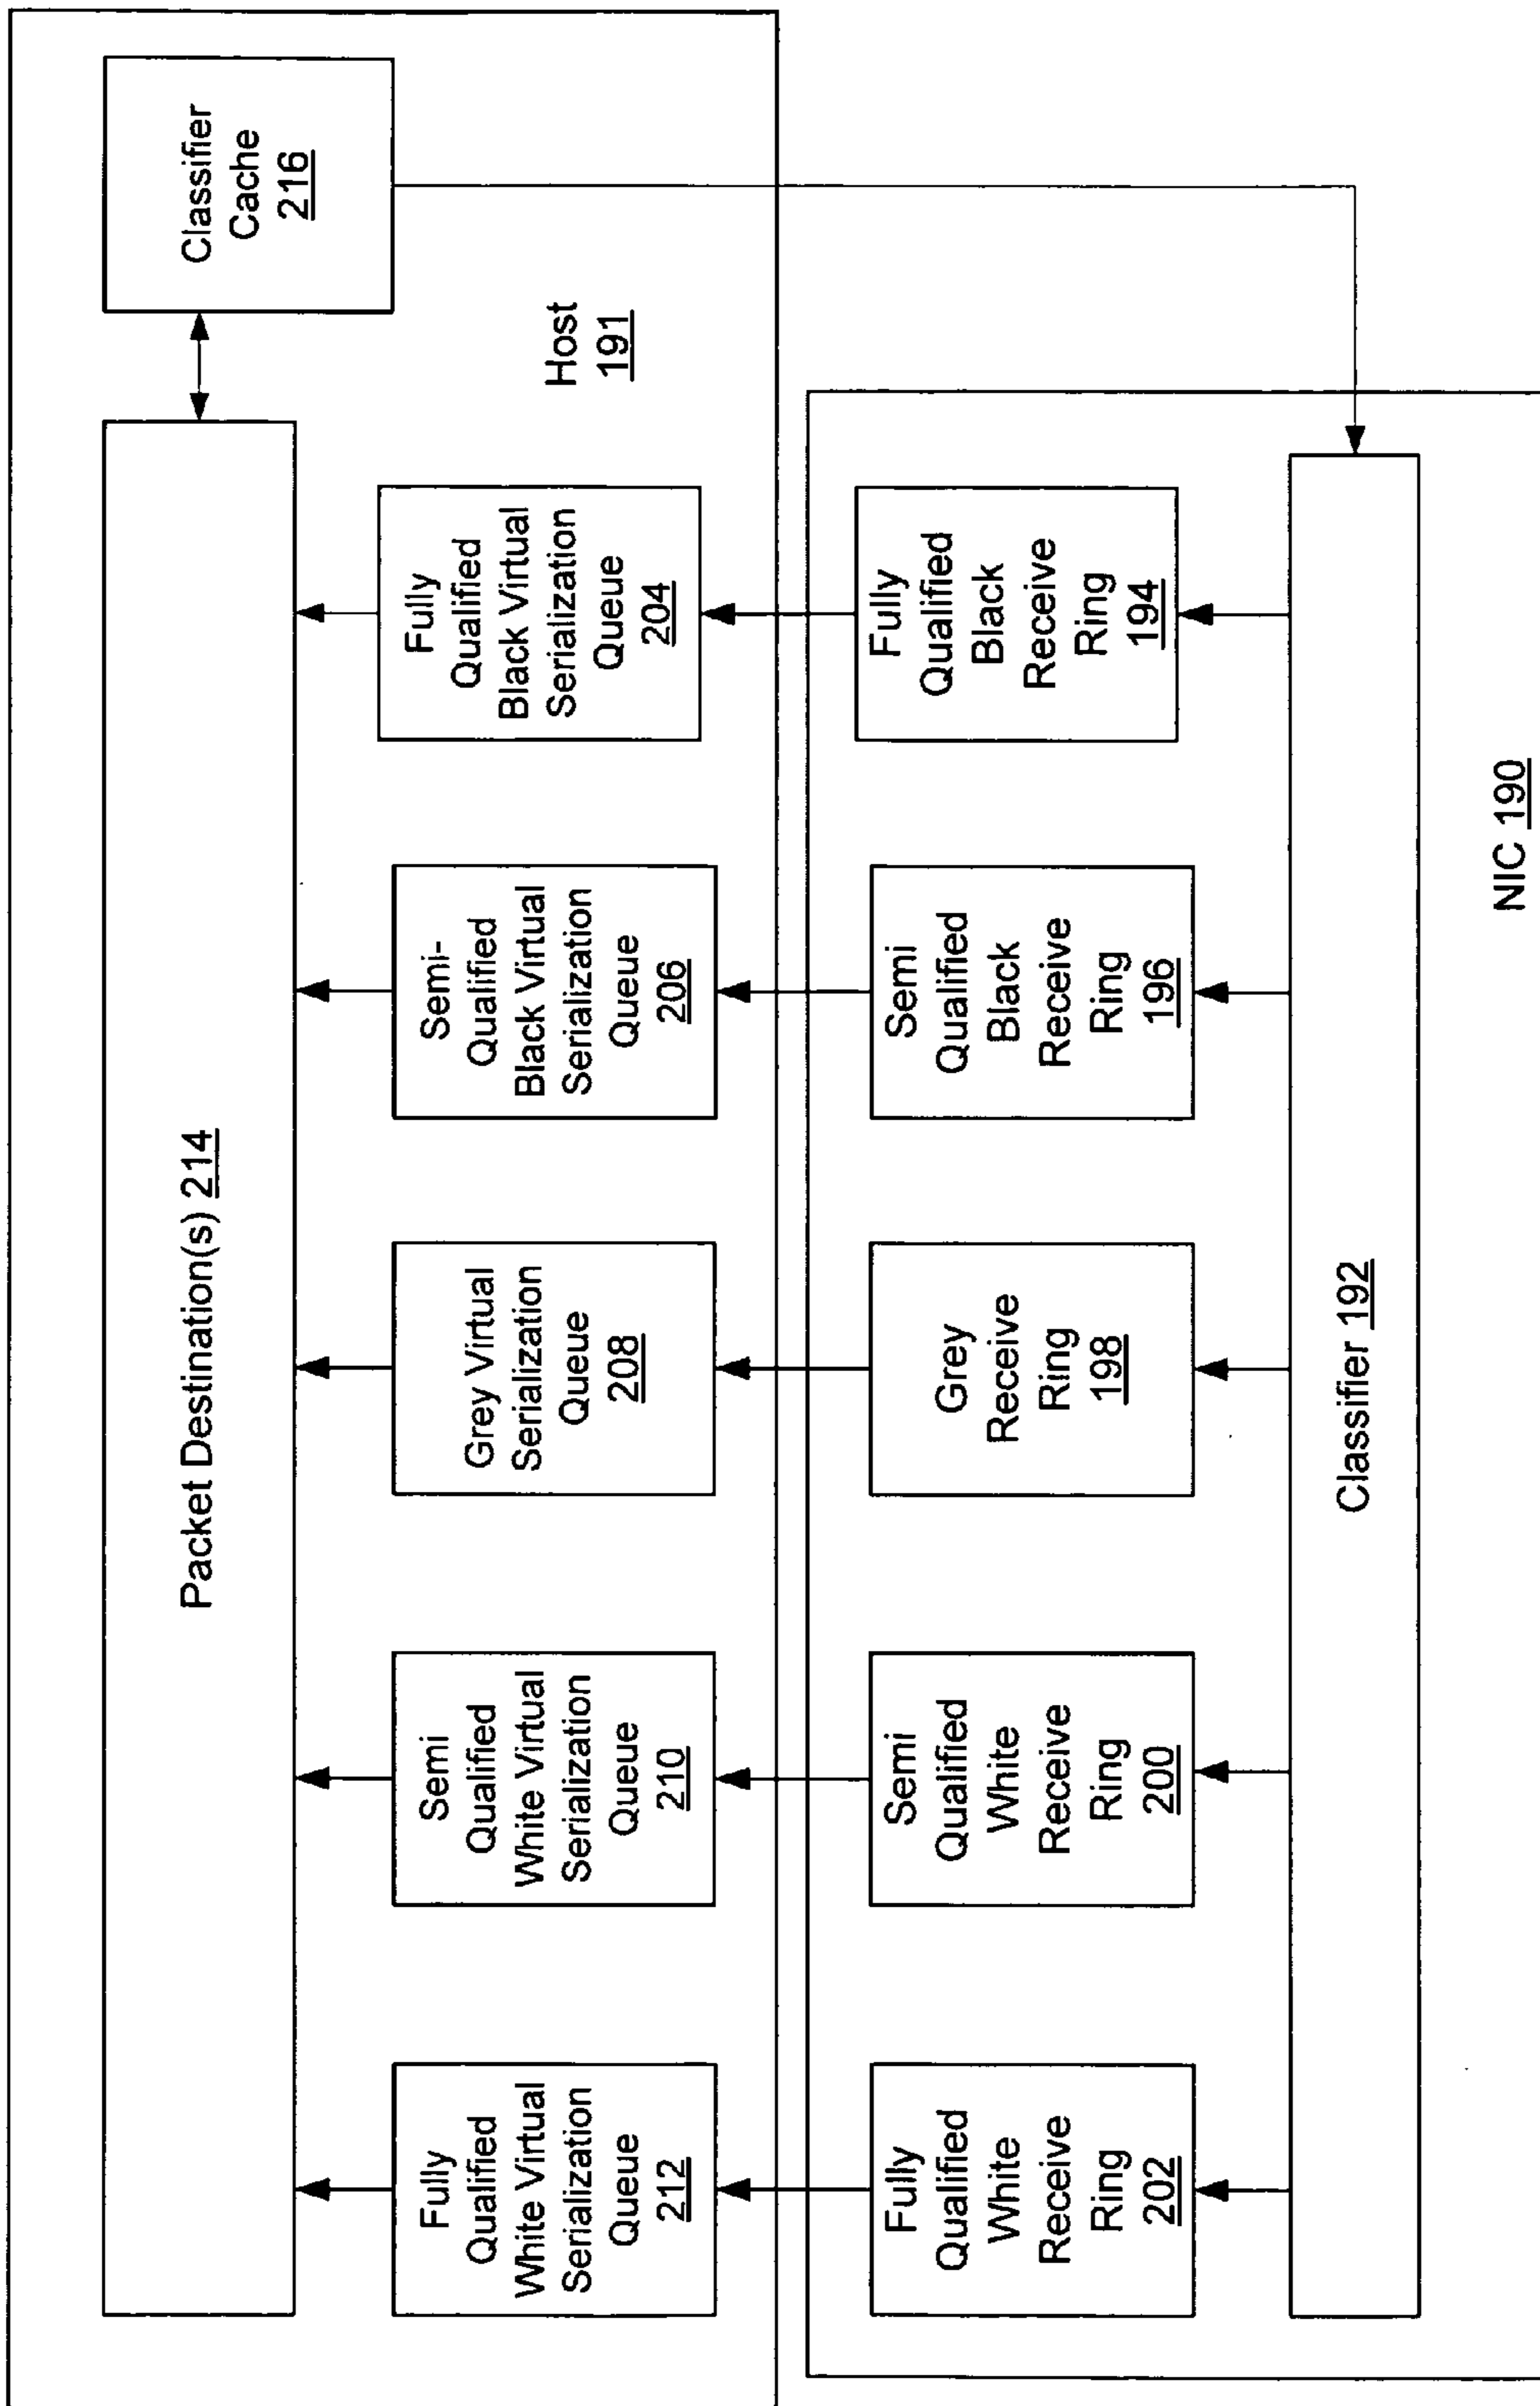 Packet Destination(s) 214
Classifier
Cache
216
Host
191
Fully
Qualified
White Virtual
Serialization
Queue
212
Semi
Qualified
White Virtual
Serialization
Queue
210
Grey Virtual
Serialization
Queue
208
Semi-
Qualified
Black Virtual
Serialization
Queue
206
Fully
Qualified
Black Virtual
Serialization
Queue
204
Fully
Qualified
White
Receive
Ring
202
Semi
Qualified
White
Receive
Ring
200
Grey
Receive
Ring
198
Semi
Qualified
Black
Receive
Ring
196
Fully
Qualified
Black
Receive
Ring
194
Classifier 192
NIC 190